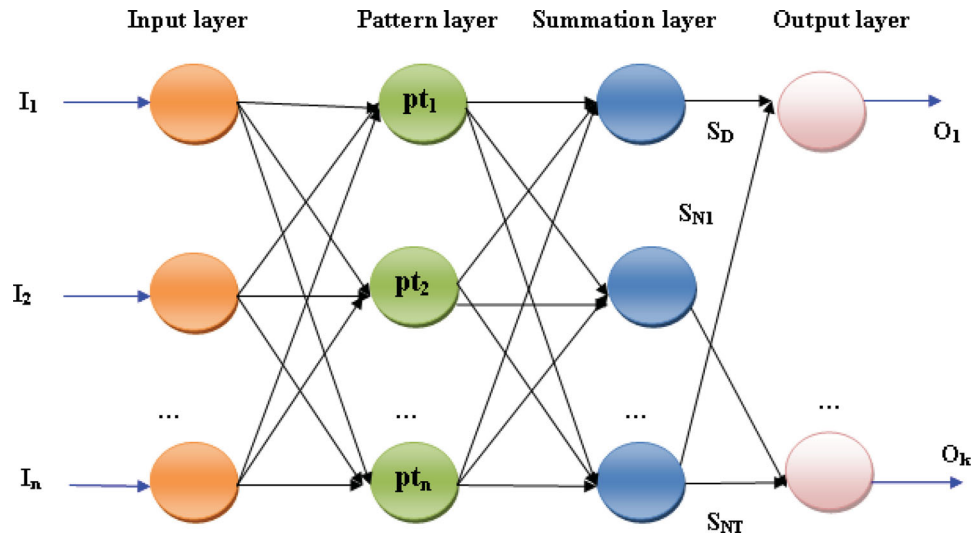 Input layer
Pattern layer
Summation layer
Output layer
I1
pt1
SD
O1
SN1
I2
pt2
...
...
...
...
In
ptn
Ok
SNT